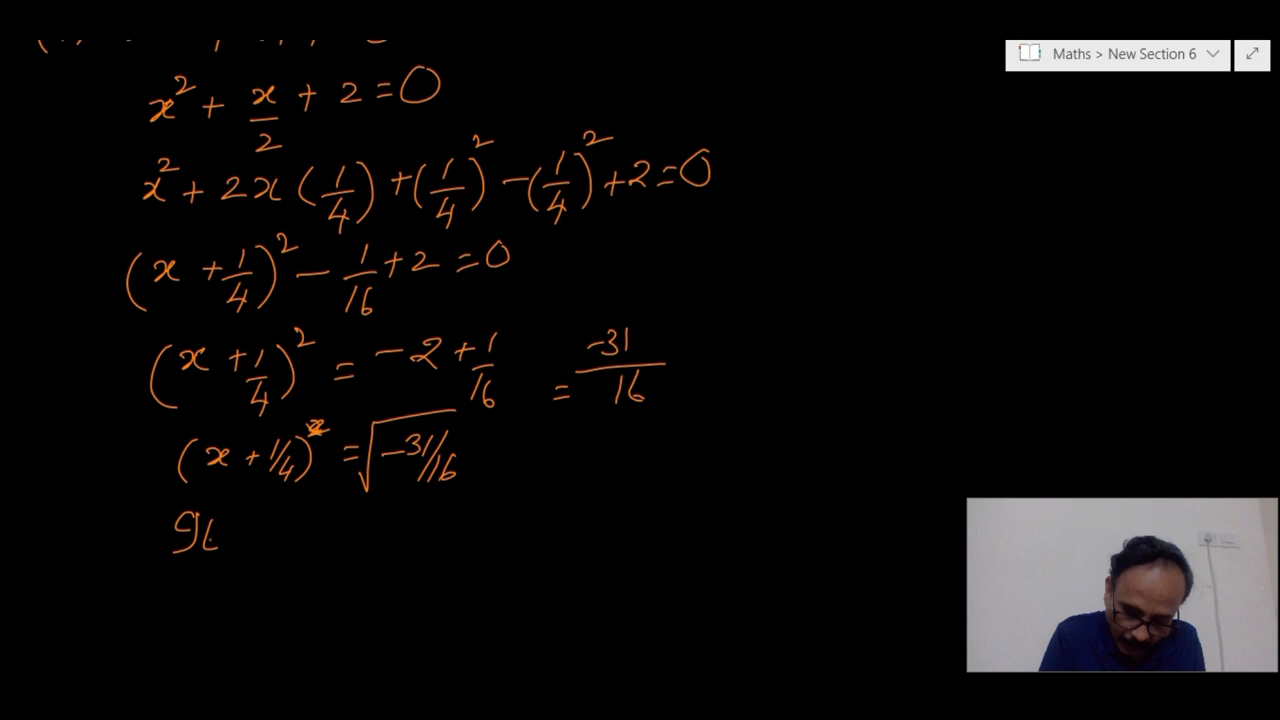 Maths > New Section 6
x² + x/2 + 2 = 0
x² + 2x(1/4) + (1/4)² - (1/4)² + 2 = 0
(x + 1/4)² - 1/16 + 2 = 0
(x + 1/4)² = -2 + 1/16 = -31/16
(x + 1/4) = √(-31/16)